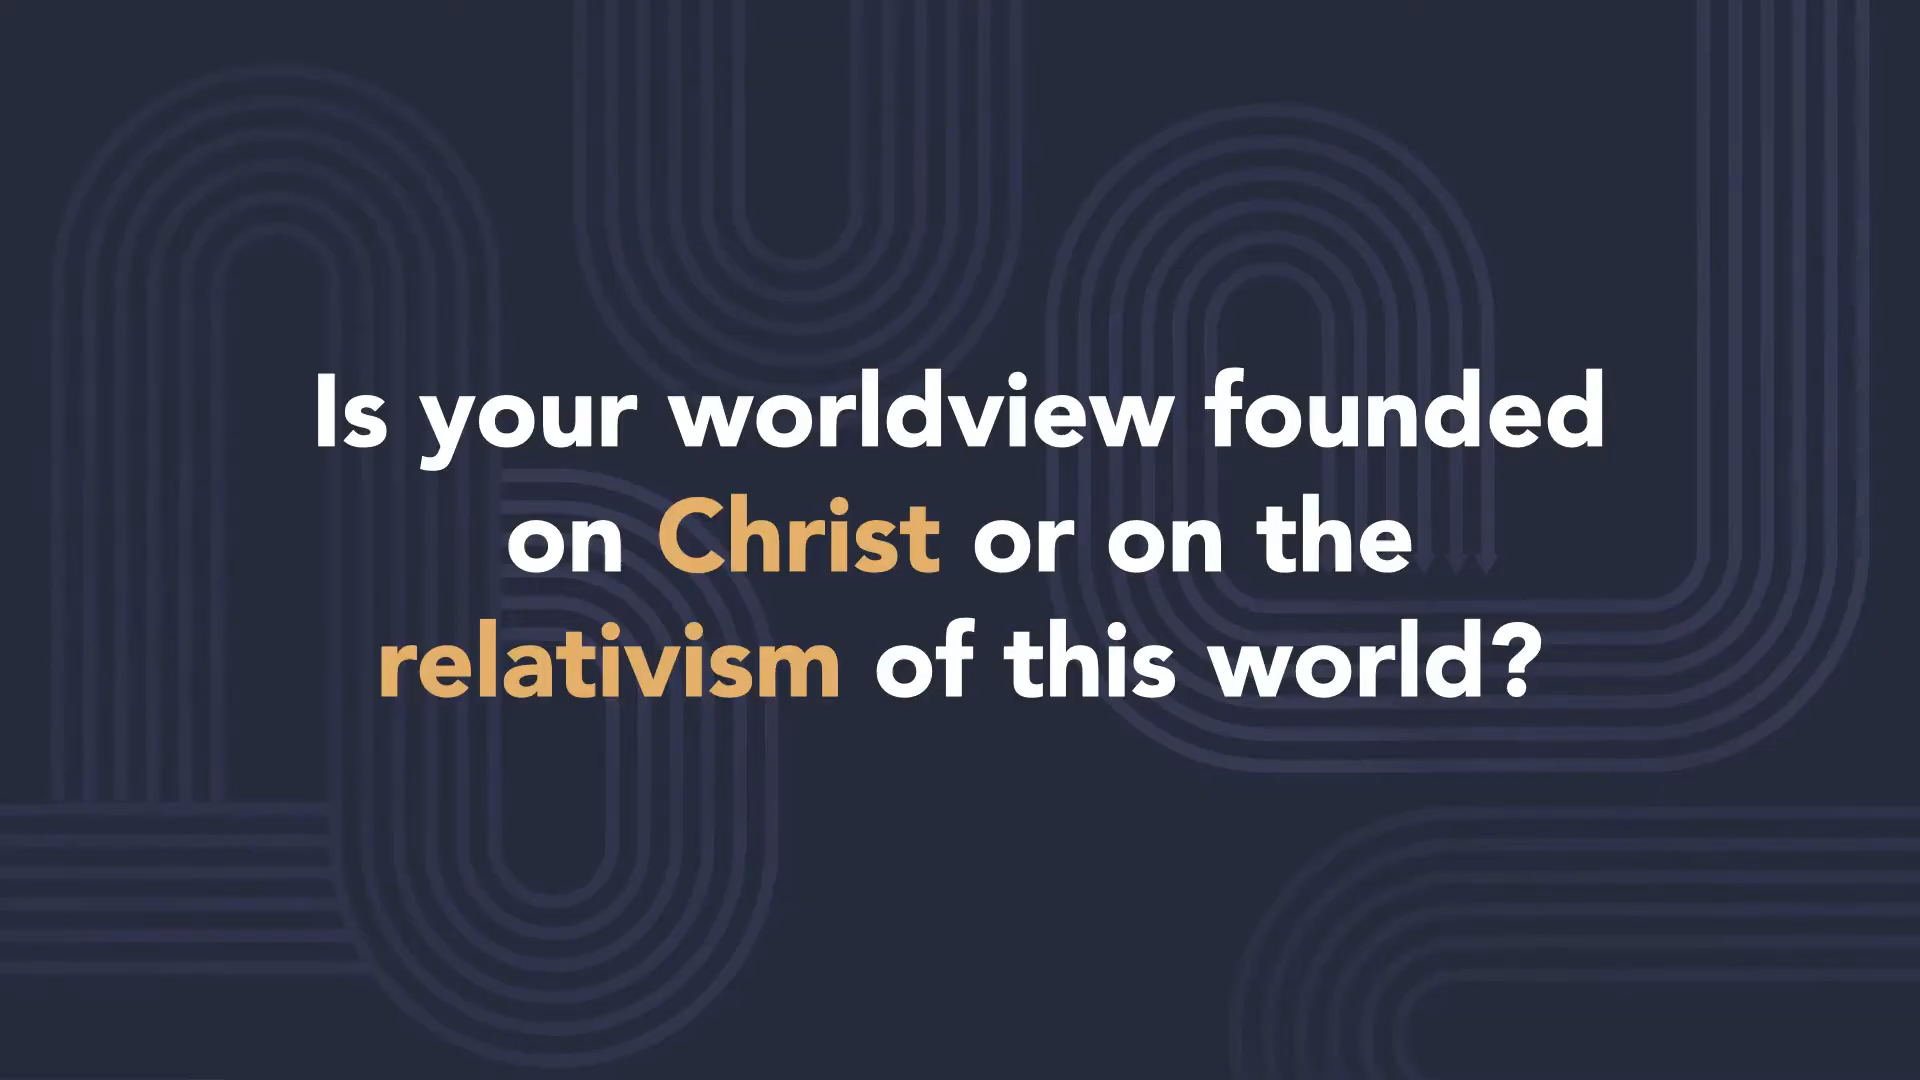 Is your worldview founded
on Christ or on the
relativism of this world?